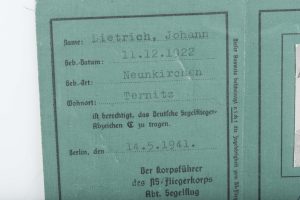 Name: Dietrich, Johann
Geb.-Datum: 11.12.1922
Geb.-Ort: Neunkirchen
Wohnort: Ternitz
ist berechtigt, das Deutsche Segelflieger-
Abzeichen C zu tragen.
Berlin, den 14.5.1941.
Der Korpsführer
des NS/Fliegerkorps
Abt. Segelflug